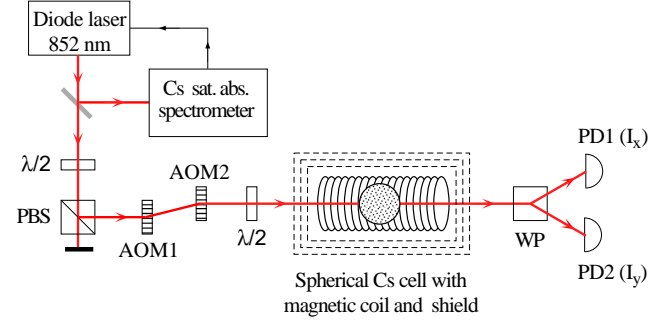 Diode laser
852 nm
Cs sat. abs.
spectrometer
λ/2
PBS
AOM1
AOM2
λ/2
Spherical Cs cell with
magnetic coil and shield
WP
PD1 (Iₓ)
PD2 (I_y)